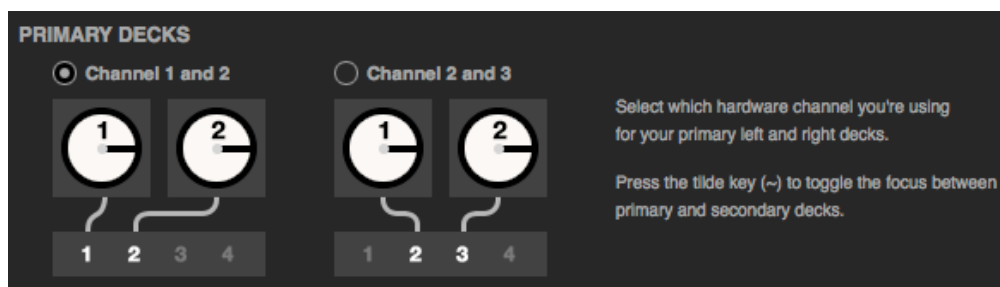 PRIMARY DECKS
Channel 1 and 2
Channel 2 and 3
1 2
1 2
1 2 3 4
1 2 3 4
Select which hardware channel you're using
for your primary left and right decks.
Press the tilde key (~) to toggle the focus between
primary and secondary decks.